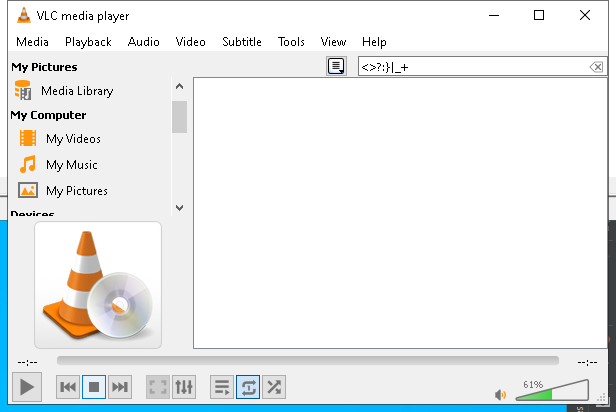 VLC media player
Media Playback Audio Video Subtitle Tools View Help
My Pictures
<>?:}|_+
Media Library
My Computer
My Videos
My Music
My Pictures
Devices
--:-- --:--
61%